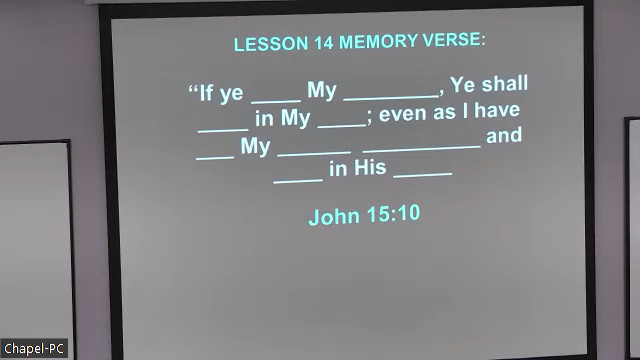 LESSON 14 MEMORY VERSE:
“If ye ____ My ________, Ye shall
____ in My ____; even as I have
___ My ______ __________ and
____ in His _____
John 15:10
Chapel-PC